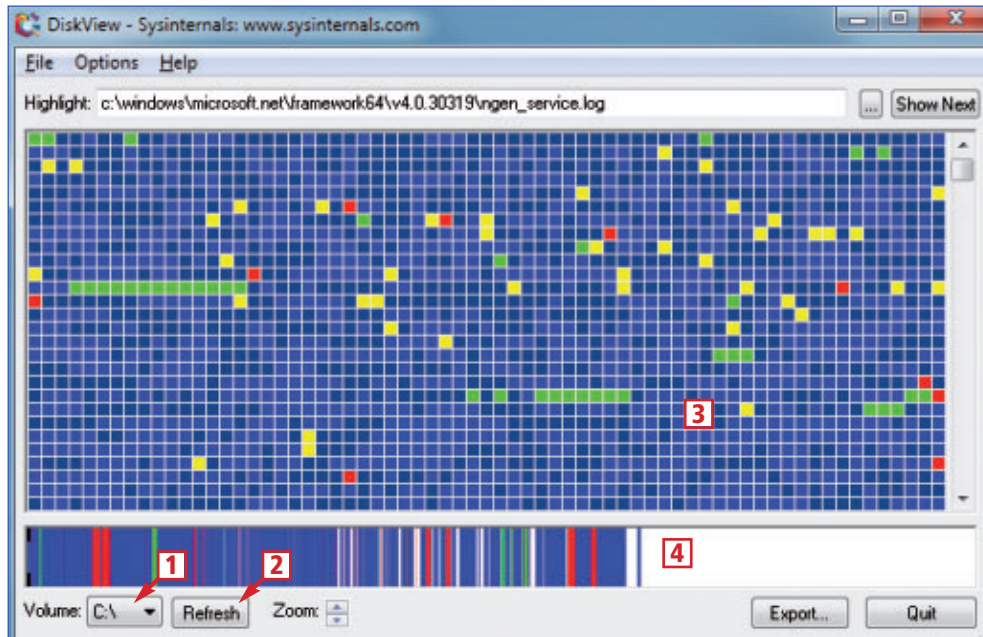 DiskView - Sysinternals: www.sysinternals.com
File Options Help
Highlight: c:\windows\microsoft.net\framework64\v4.0.30319\ngen_service.log ... Show Next
3
4
1 2
Volume: C:\ Refresh Zoom: Export... Quit